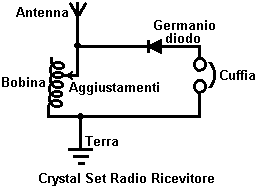 Antenna
Germanio
diodo
Bobina
Aggiustamenti
Cuffia
Terra
Crystal Set Radio Ricevitore